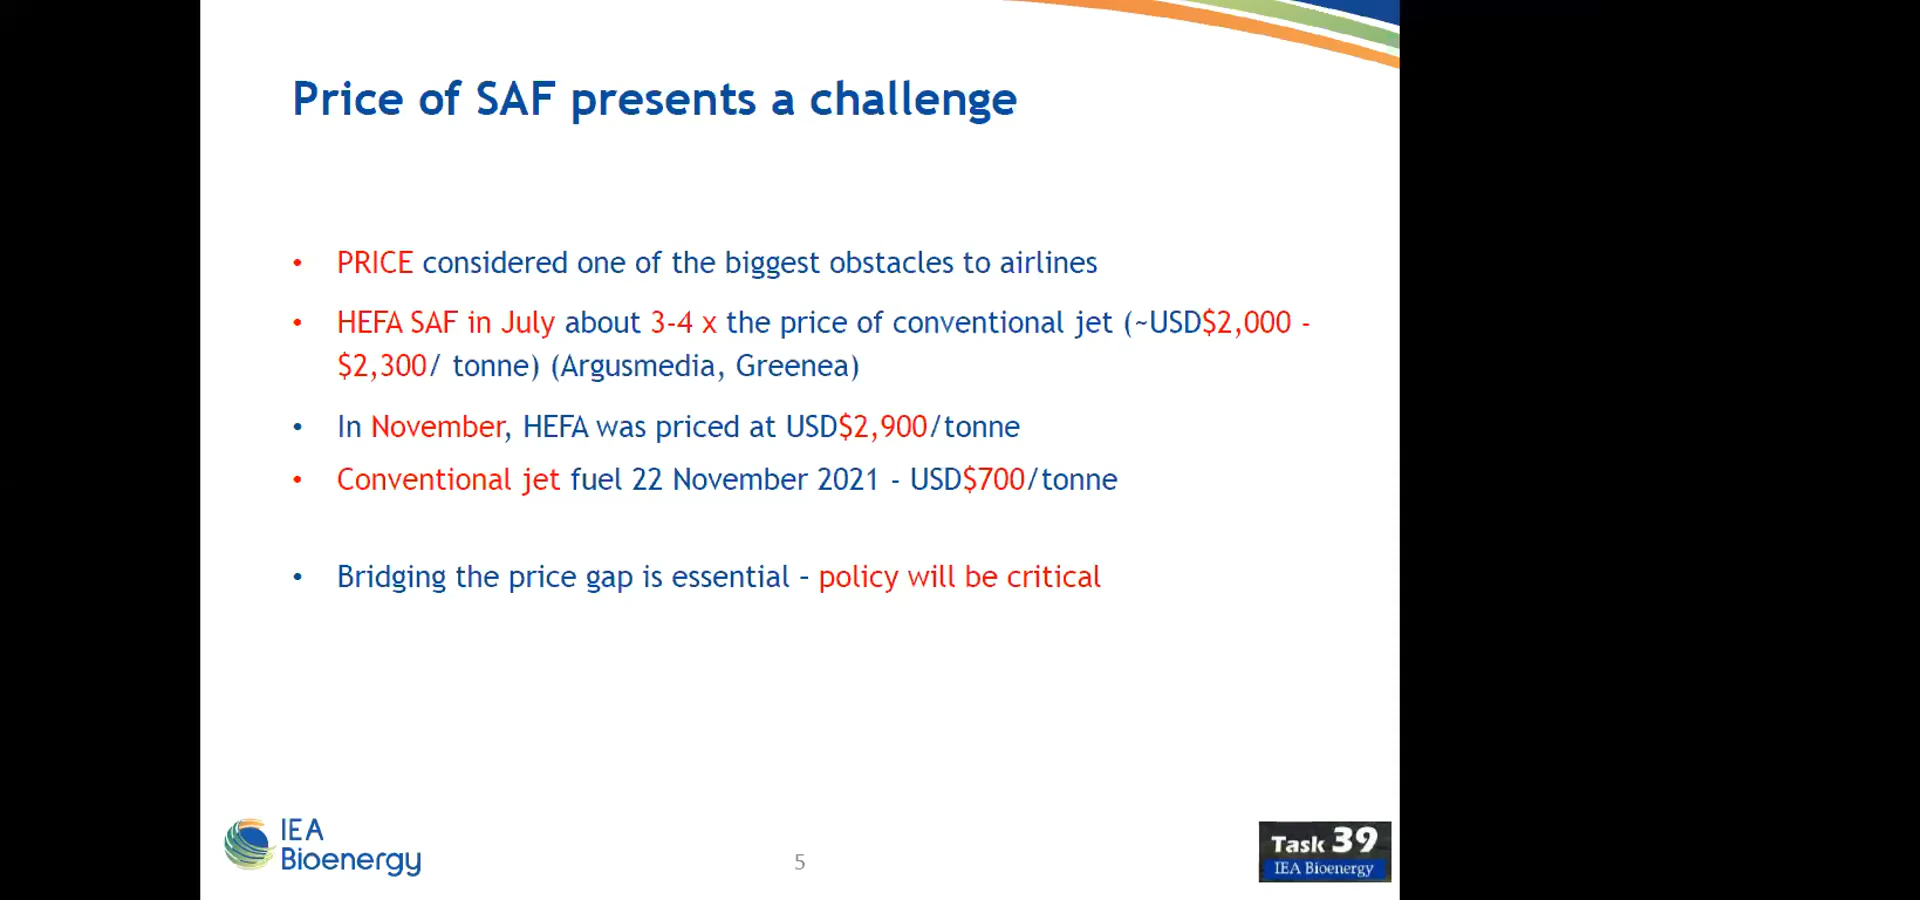 Price of SAF presents a challenge
• PRICE considered one of the biggest obstacles to airlines
• HEFA SAF in July about 3-4 x the price of conventional jet (~USD$2,000 -
$2,300/ tonne) (Argusmedia, Greenea)
• In November, HEFA was priced at USD$2,900/tonne
• Conventional jet fuel 22 November 2021 - USD$700/tonne
• Bridging the price gap is essential – policy will be critical
IEA
Bioenergy
5
Task 39
IEA Bioenergy